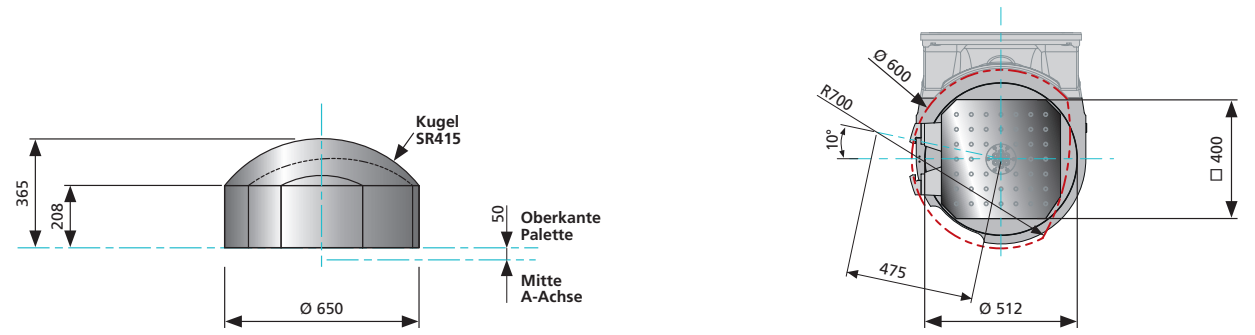 Kugel
SR415
365
208
50
Oberkante
Palette
Mitte
A-Achse
Ø 650
Ø 600
R700
10°
□ 400
475
Ø 512